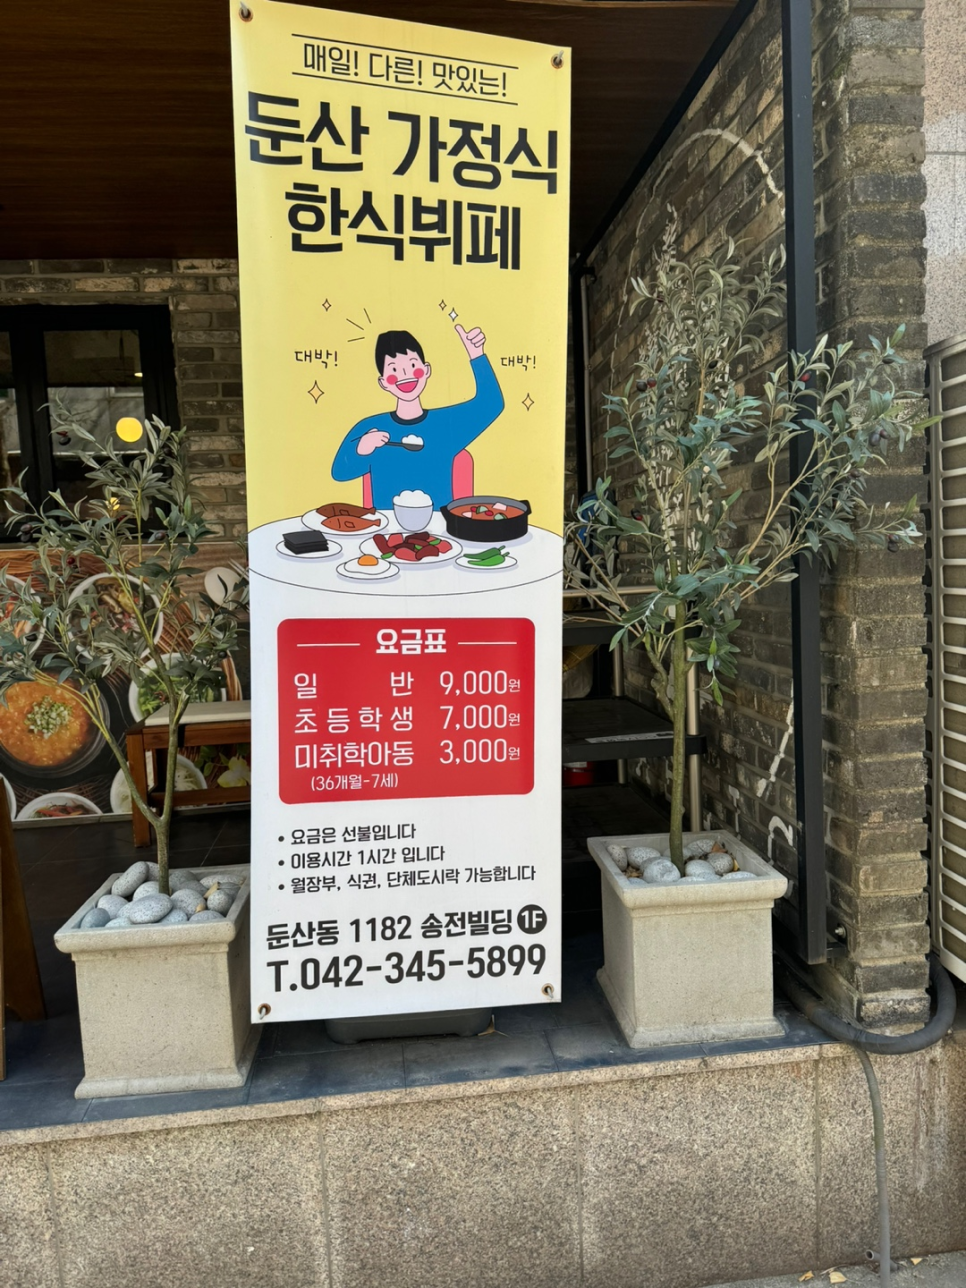 매일! 다른! 맛있는!
둔산 가정식
한식뷔페
대박!
대박!
요금표
일 반 9,000원
초등학생 7,000원
미취학아동 3,000원
(36개월-7세)
• 요금은 선불입니다
• 이용시간 1시간 입니다
• 월장부, 식권, 단체도시락 가능합니다
둔산동 1182 송전빌딩 1F
T.042-345-5899